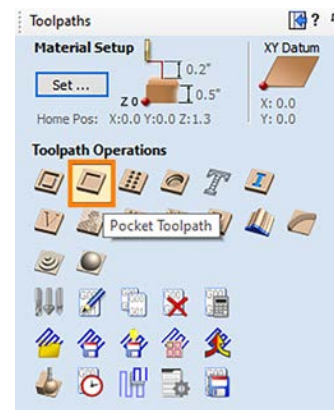 Toolpaths ?
Material Setup
XY Datum
0.2"
Set ...
Z 0
0.5"
X: 0.0
Home Pos: X:0.0 Y:0.0 Z:1.3
Y: 0.0
Toolpath Operations
Pocket Toolpath